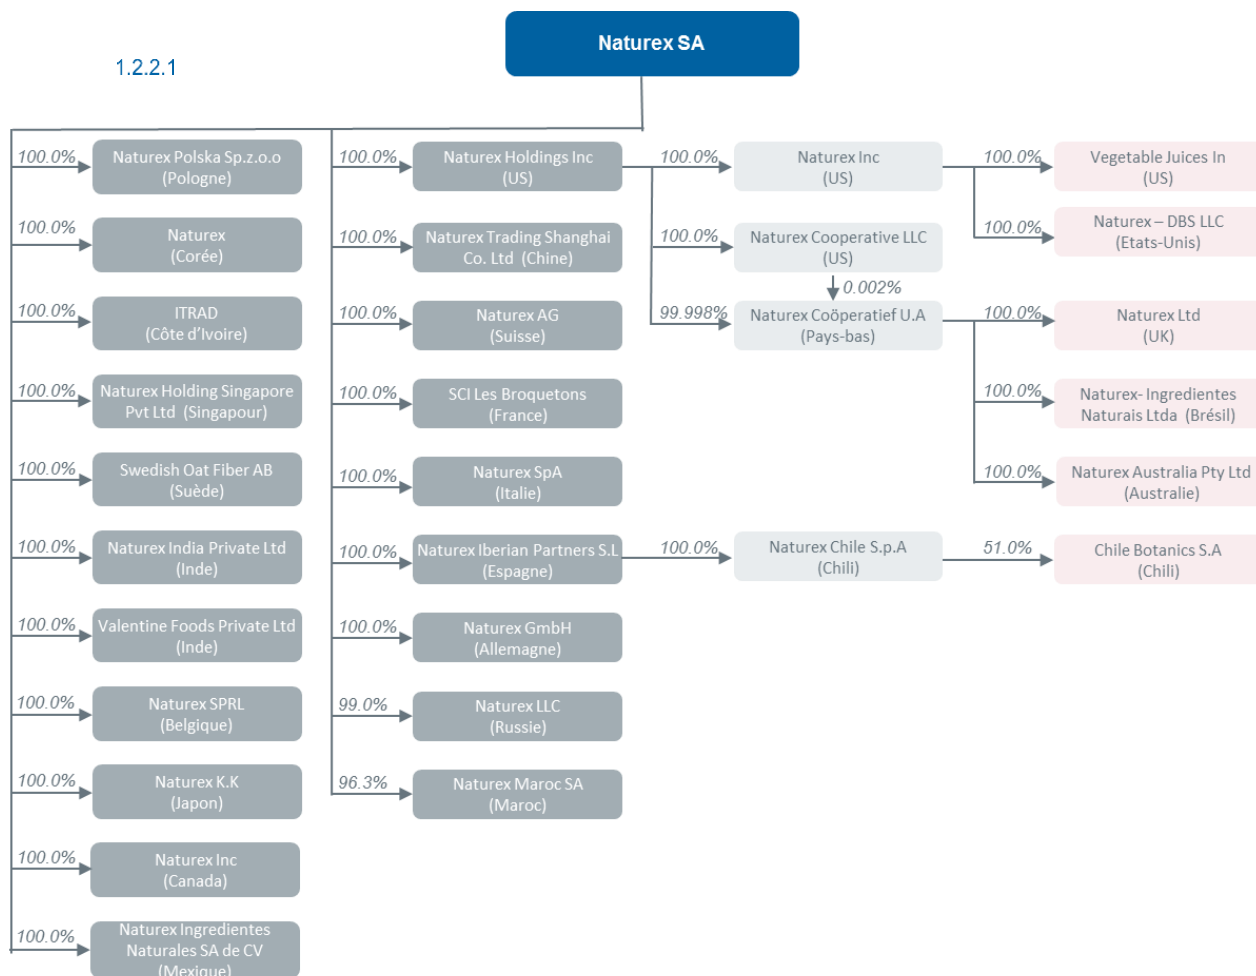 Naturex SA
1.2.2.1
100.0%
Naturex Polska Sp.z.o.o
(Pologne)
100.0%
Naturex
(Corée)
100.0%
ITRAD
(Côte d'Ivoire)
100.0%
Naturex Holding Singapore
Pvt Ltd (Singapour)
100.0%
Swedish Oat Fiber AB
(Suède)
100.0%
Naturex India Private Ltd
(Inde)
100.0%
Valentine Foods Private Ltd
(Inde)
100.0%
Naturex SPRL
(Belgique)
100.0%
Naturex K.K
(Japon)
100.0%
Naturex Inc
(Canada)
100.0%
Naturex Ingredientes
Naturales SA de CV
(Mexique)
100.0%
Naturex Holdings Inc
(US)
100.0%
Naturex Trading Shanghai
Co. Ltd (Chine)
100.0%
Naturex AG
(Suisse)
100.0%
SCI Les Broquetons
(France)
100.0%
Naturex SpA
(Italie)
100.0%
Naturex Iberian Partners S.L
(Espagne)
100.0%
Naturex GmbH
(Allemagne)
99.0%
Naturex LLC
(Russie)
96.3%
Naturex Maroc SA
(Maroc)
100.0%
Naturex Inc
(US)
100.0%
Naturex Cooperative LLC
(US)
0.002%
99.998%
Naturex Coöperatief U.A
(Pays-bas)
100.0%
Naturex Chile S.p.A
(Chili)
100.0%
Vegetable Juices In
(US)
100.0%
Naturex – DBS LLC
(Etats-Unis)
100.0%
Naturex Ltd
(UK)
100.0%
Naturex- Ingredientes
Naturais Ltda (Brésil)
100.0%
Naturex Australia Pty Ltd
(Australie)
51.0%
Chile Botanics S.A
(Chili)